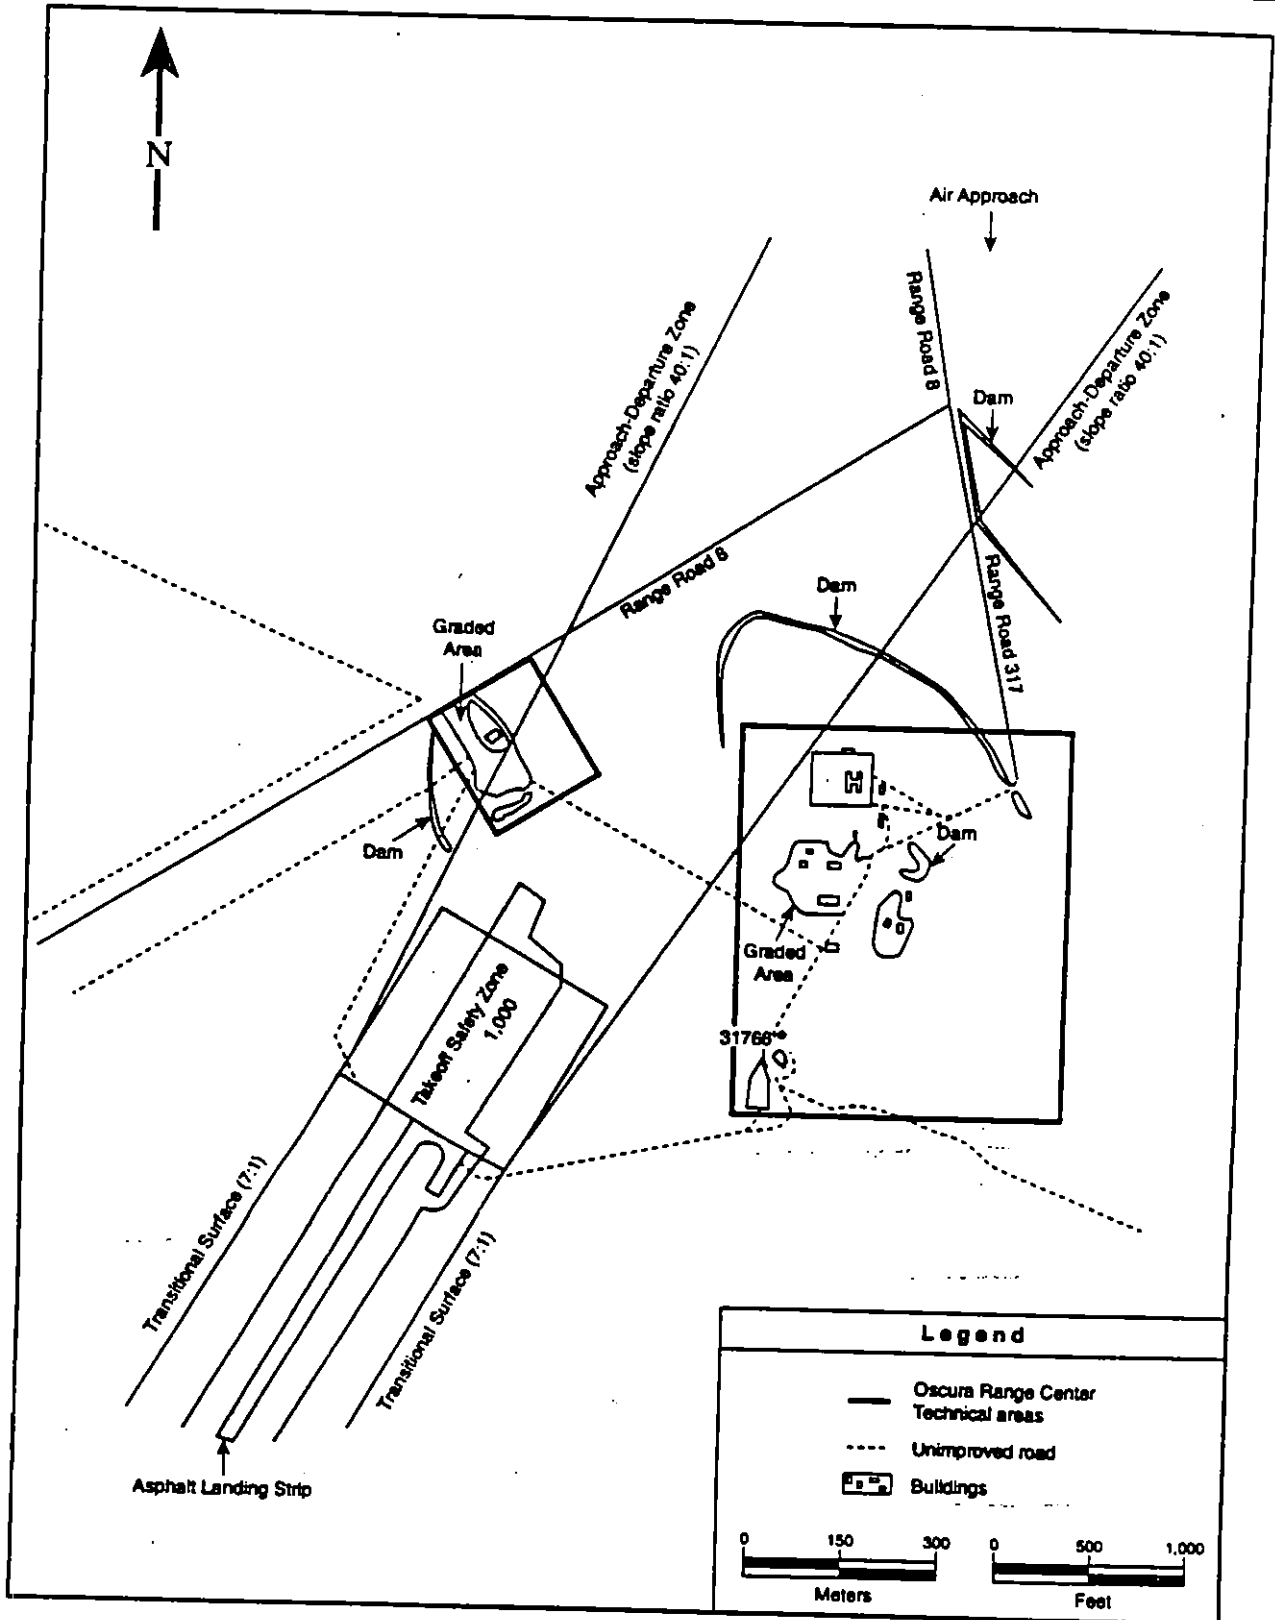 N
Air Approach
Range Road 8
Approach-Departure Zone
(slope ratio 40:1)
Approach-Departure Zone
(slope ratio 40:1)
Dam
Range Road 6
Range Road 317
Dam
Graded
Area
Dam
Dam
Graded
Area
Takeoff Safety Zone
1,000
31766**
Transitional Surface (7:1)
Transitional Surface (7:1)
Asphalt Landing Strip
Legend
Oscura Range Center
Technical areas
Unimproved road
Buildings
0 150 300
Meters
0 500 1,000
Feet